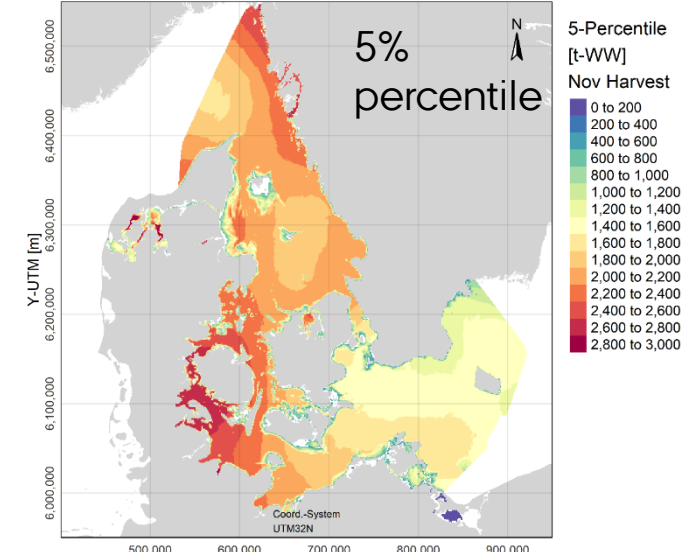 5%
percentile
N
5-Percentile
[t-WW]
Nov Harvest
0 to 200
200 to 400
400 to 600
600 to 800
800 to 1,000
1,000 to 1,200
1,200 to 1,400
1,400 to 1,600
1,600 to 1,800
1,800 to 2,000
2,000 to 2,200
2,200 to 2,400
2,400 to 2,600
2,600 to 2,800
2,800 to 3,000
Y-UTM [m]
6,500,000
6,400,000
6,300,000
6,200,000
6,100,000
6,000,000
Coord.-System
UTM32N
500,000 600,000 700,000 800,000 900,000